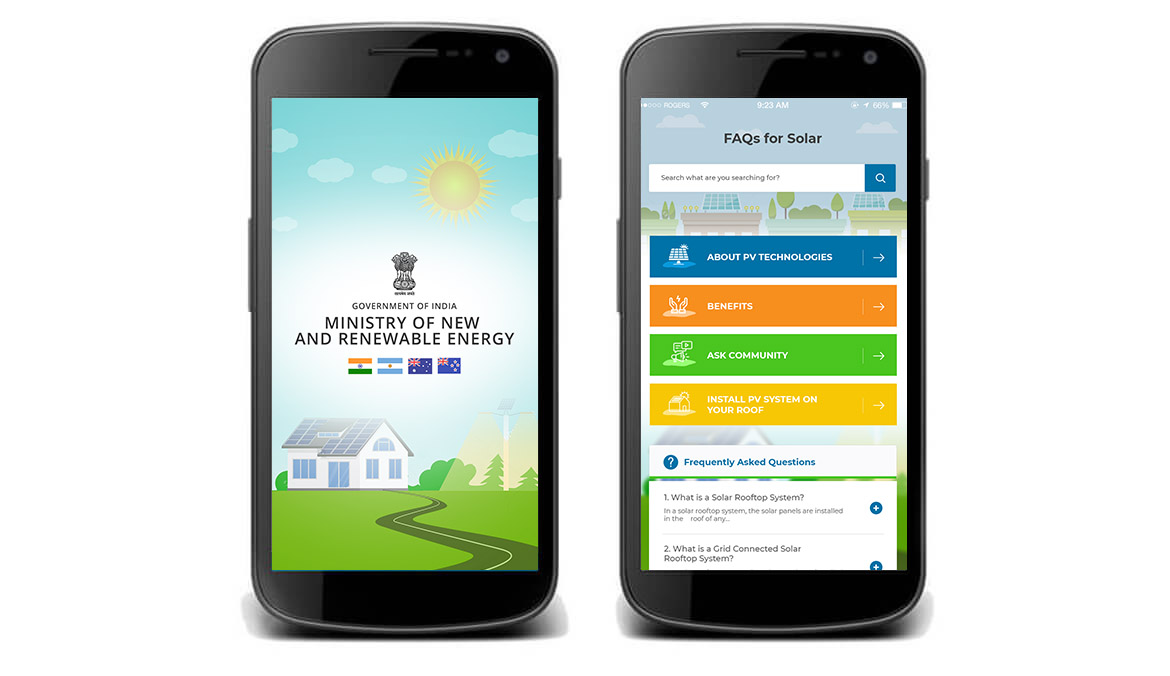 GOVERNMENT OF INDIA
MINISTRY OF NEW
AND RENEWABLE ENERGY
ROGERS
9:23 AM
66%
FAQs for Solar
Search what are you searching for?
ABOUT PV TECHNOLOGIES
BENEFITS
ASK COMMUNITY
INSTALL PV SYSTEM ON
YOUR ROOF
? Frequently Asked Questions
1. What is a Solar Rooftop System?
In a solar rooftop system, the solar panels are installed
in the roof of any...
2. What is a Grid Connected Solar
Rooftop System?